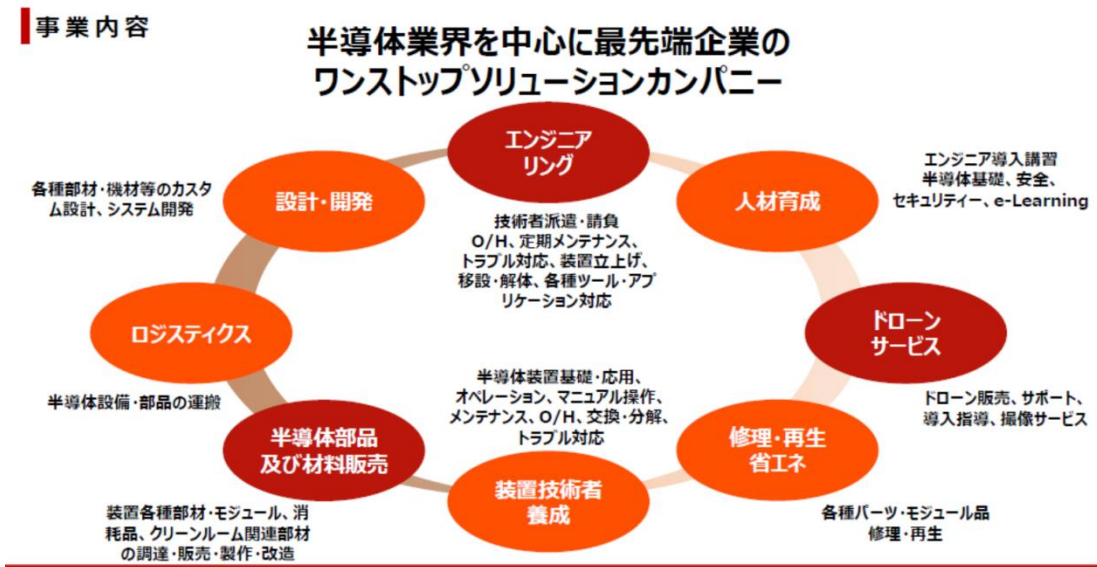 事業内容
半導体業界を中心に最先端企業の
ワンストップソリューションカンパニー
エンジニア
リング
技術者派遣・請負
O/H、定期メンテナンス、
トラブル対応、装置立上げ、
移設・解体、各種ツール・アプ
リケーション対応
人材育成
エンジニア導入講習
半導体基礎、安全、
セキュリティー、e-Learning
ドローン
サービス
ドローン販売、サポート、
導入指導、撮像サービス
修理・再生
省エネ
各種パーツ・モジュール品
修理・再生
装置技術者
養成
半導体装置基礎・応用、
オペレーション、マニュアル操作、
メンテナンス、O/H、交換・分解、
トラブル対応
半導体部品
及び材料販売
装置各種部材・モジュール、消
耗品、クリーンルーム関連部材
の調達・販売・製作・改造
ロジスティクス
半導体設備・部品の運搬
設計・開発
各種部材・機材等のカスタ
ム設計、システム開発